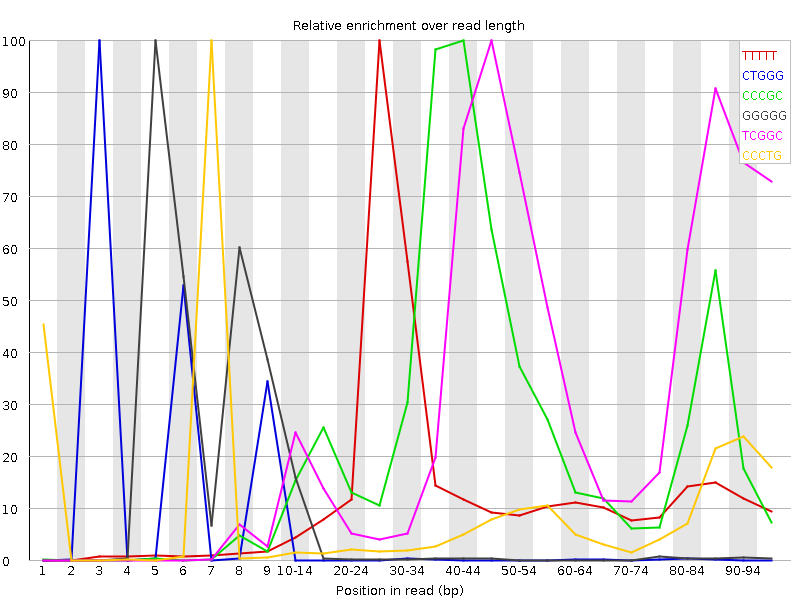 Relative enrichment over read length
100
90
80
70
60
50
40
30
20
10
0
TTTTT
CTGGG
CCCGC
GGGGG
TCGGC
CCCTG
1 2 3 4 5 6 7 8 9 10-14 20-24 30-34 40-44 50-54 60-64 70-74 80-84 90-94
Position in read (bp)